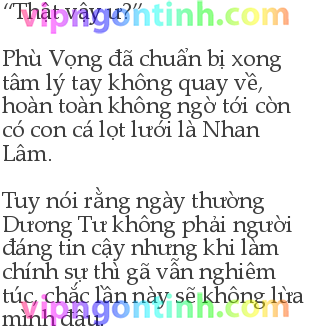 “Thật vậy ư?”
vipngontinh.com
Phù Vọng đã chuẩn bị xong
tâm lý tay không quay về,
hoàn toàn không ngờ tới còn
có con cá lọt lưới là Nhan
Lâm.
Tuy nói rằng ngày thường
Dương Tư không phải người
đáng tin cậy nhưng khi làm
chính sự thì gã vẫn nghiêm
túc, chắc lần này sẽ không lừa
mình đâu.
vipngontinh.com